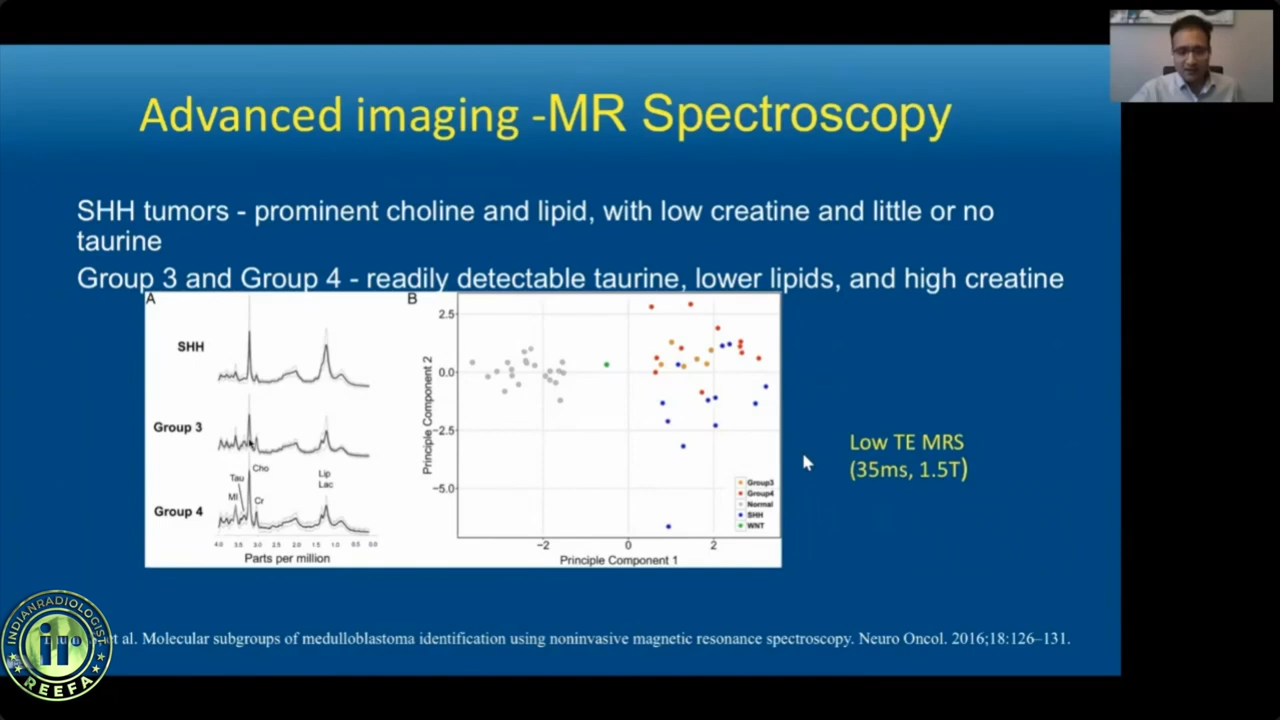 Advanced imaging -MR Spectroscopy
SHH tumors - prominent choline and lipid, with low creatine and little or no
taurine
Group 3 and Group 4 - readily detectable taurine, lower lipids, and high creatine
A
SHH
Group 3
Group 4
Cho
Tau
MI
Cr
Lip
Lac
4.0 3.5 3.0 2.5 2.0 1.5 1.0 0.5 0.0
Parts per million
B
Principle Component 2
2.5
0.0
−2.5
−5.0
−2 0 2
Principle Component 1
Group3
Group4
Normal
SHH
WNT
Low TE MRS
(35ms, 1.5T)
et al. Molecular subgroups of medulloblastoma identification using noninvasive magnetic resonance spectroscopy. Neuro Oncol. 2016;18:126–131.
INDIANRADIOLOGIST
REEFA